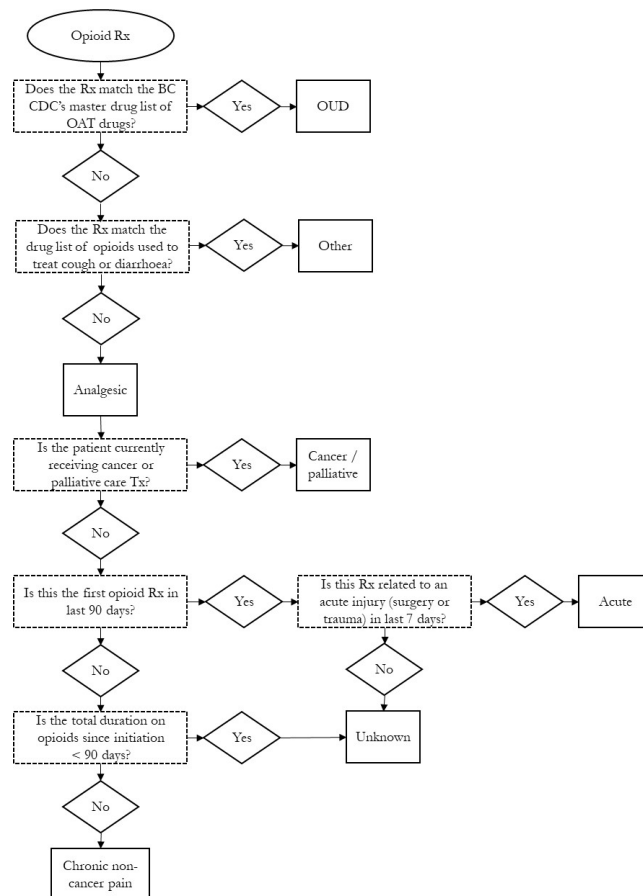 Opioid Rx
Does the Rx match the BC
CDC's master drug list of
OAT drugs?
Yes
OUD
No
Does the Rx match the
drug list of opioids used to
treat cough or diarrhoea?
Yes
Other
No
Analgesic
Is the patient currently
receiving cancer or
palliative care Tx?
Yes
Cancer /
palliative
No
Is this the first opioid Rx in
last 90 days?
Yes
Is this Rx related to an
acute injury (surgery or
trauma) in last 7 days?
Yes
Acute
No
No
Is the total duration on
opioids since initiation
< 90 days?
Yes
Unknown
No
Chronic non-
cancer pain